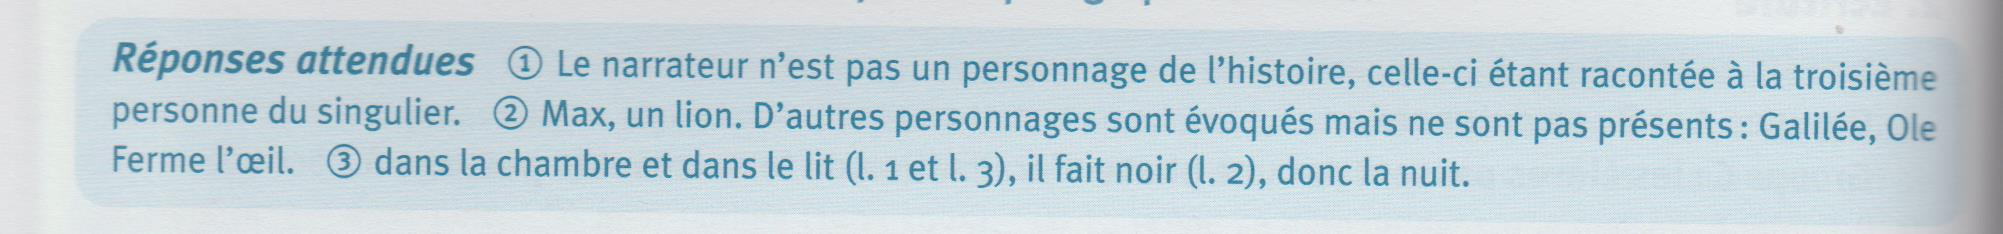 Réponses attendues ① Le narrateur n'est pas un personnage de l'histoire, celle-ci étant racontée à la troisième
personne du singulier. ② Max, un lion. D'autres personnages sont évoqués mais ne sont pas présents : Galilée, Ole
Ferme l'œil. ③ dans la chambre et dans le lit (l. 1 et l. 3), il fait noir (l. 2), donc la nuit.